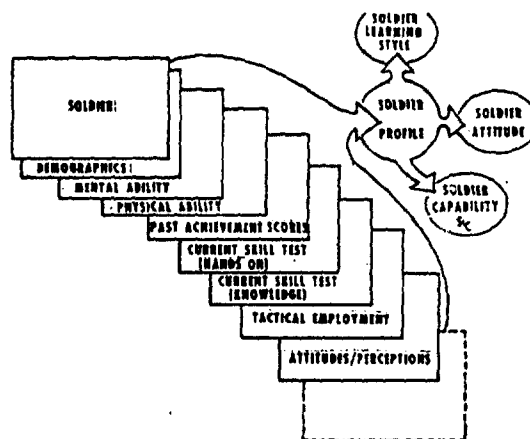 SOLDIER
LEARNING
STYLE
SOLDIER:
SOLDIER
PROFILE
SOLDIER
ATTITUDE
SOLDIER
CAPABILITY
DEMOGRAPHICS:
MENTAL ABILITY
PHYSICAL ABILITY
PAST ACHIEVEMENT SCORES
CURRENT SKILL TEST
(HANDS ON)
CURRENT SKILL TEST
(KNOWLEDGE)
TACTICAL EMPLOYMENT
ATTITUDES/PERCEPTIONS